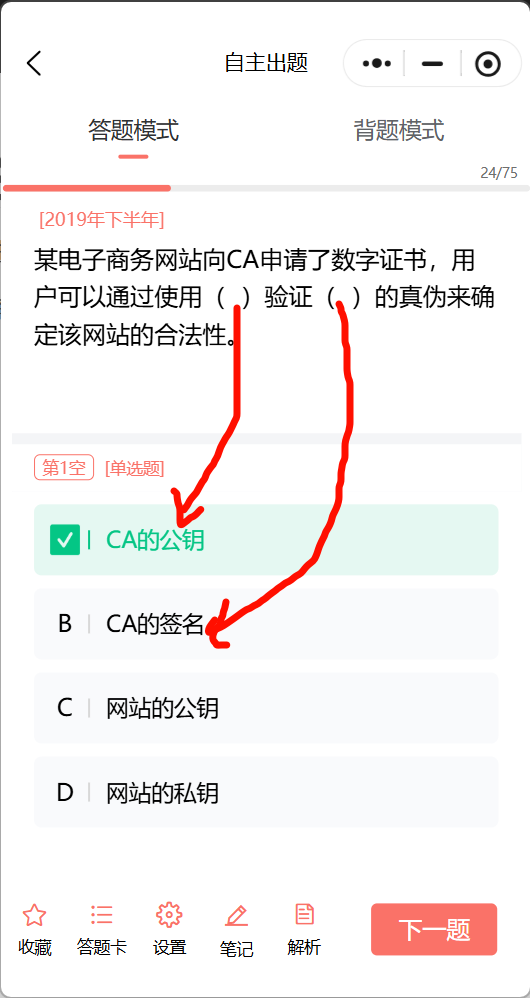 自主出题
答题模式
背题模式
24/75
[2019年下半年]
某电子商务网站向CA申请了数字证书，用
户可以通过使用（ ）验证（ ）的真伪来确
定该网站的合法性。
第1空 [单选题]
CA的公钥
B CA的签名
C 网站的公钥
D 网站的私钥
收藏 答题卡 设置 笔记 解析 下一题